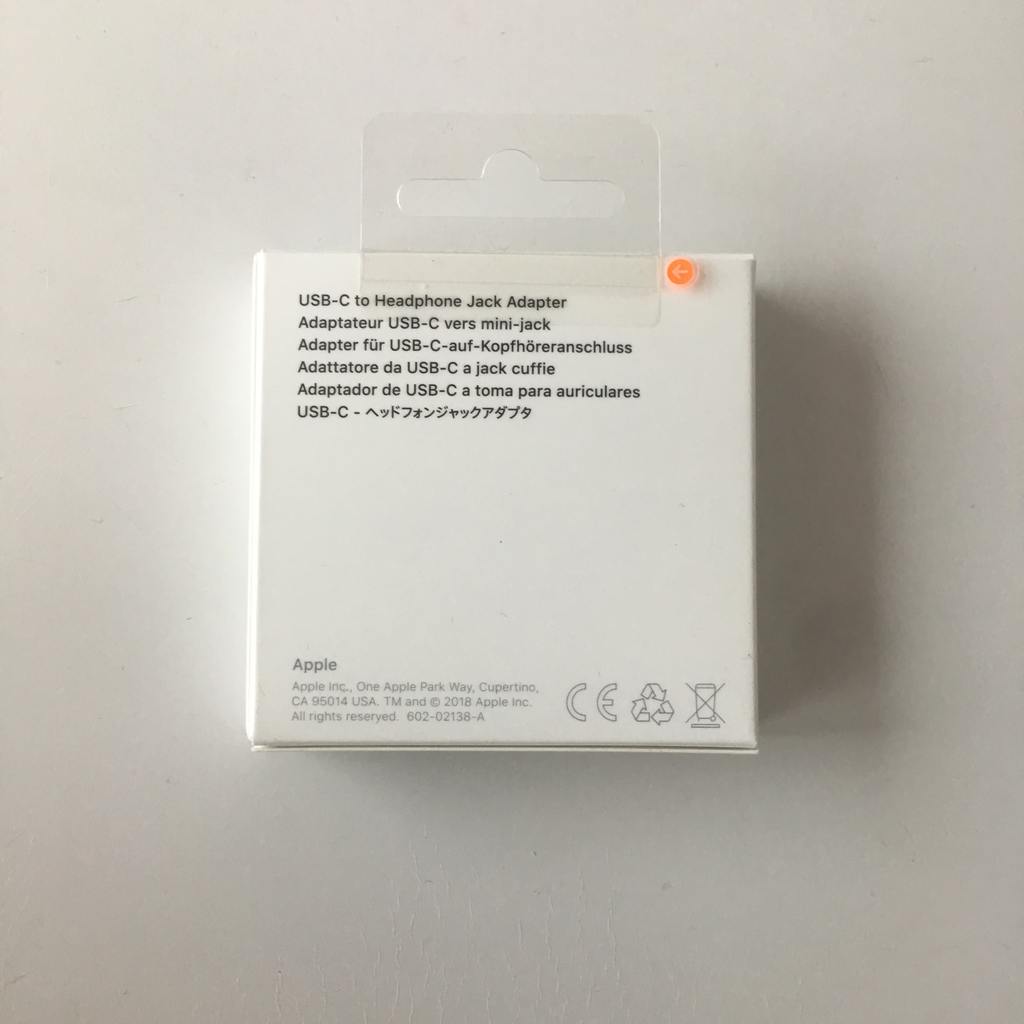 USB-C to Headphone Jack Adapter
Adaptateur USB-C vers mini-jack
Adapter für USB-C-auf-Kopfhöreranschluss
Adattatore da USB-C a jack cuffie
Adaptador de USB-C a toma para auriculares
USB-C - ヘッドフォンジャックアダプタ
Apple
Apple Inc., One Apple Park Way, Cupertino,
CA 95014 USA. TM and © 2018 Apple Inc.
All rights reserved. 602-02138-A
CE